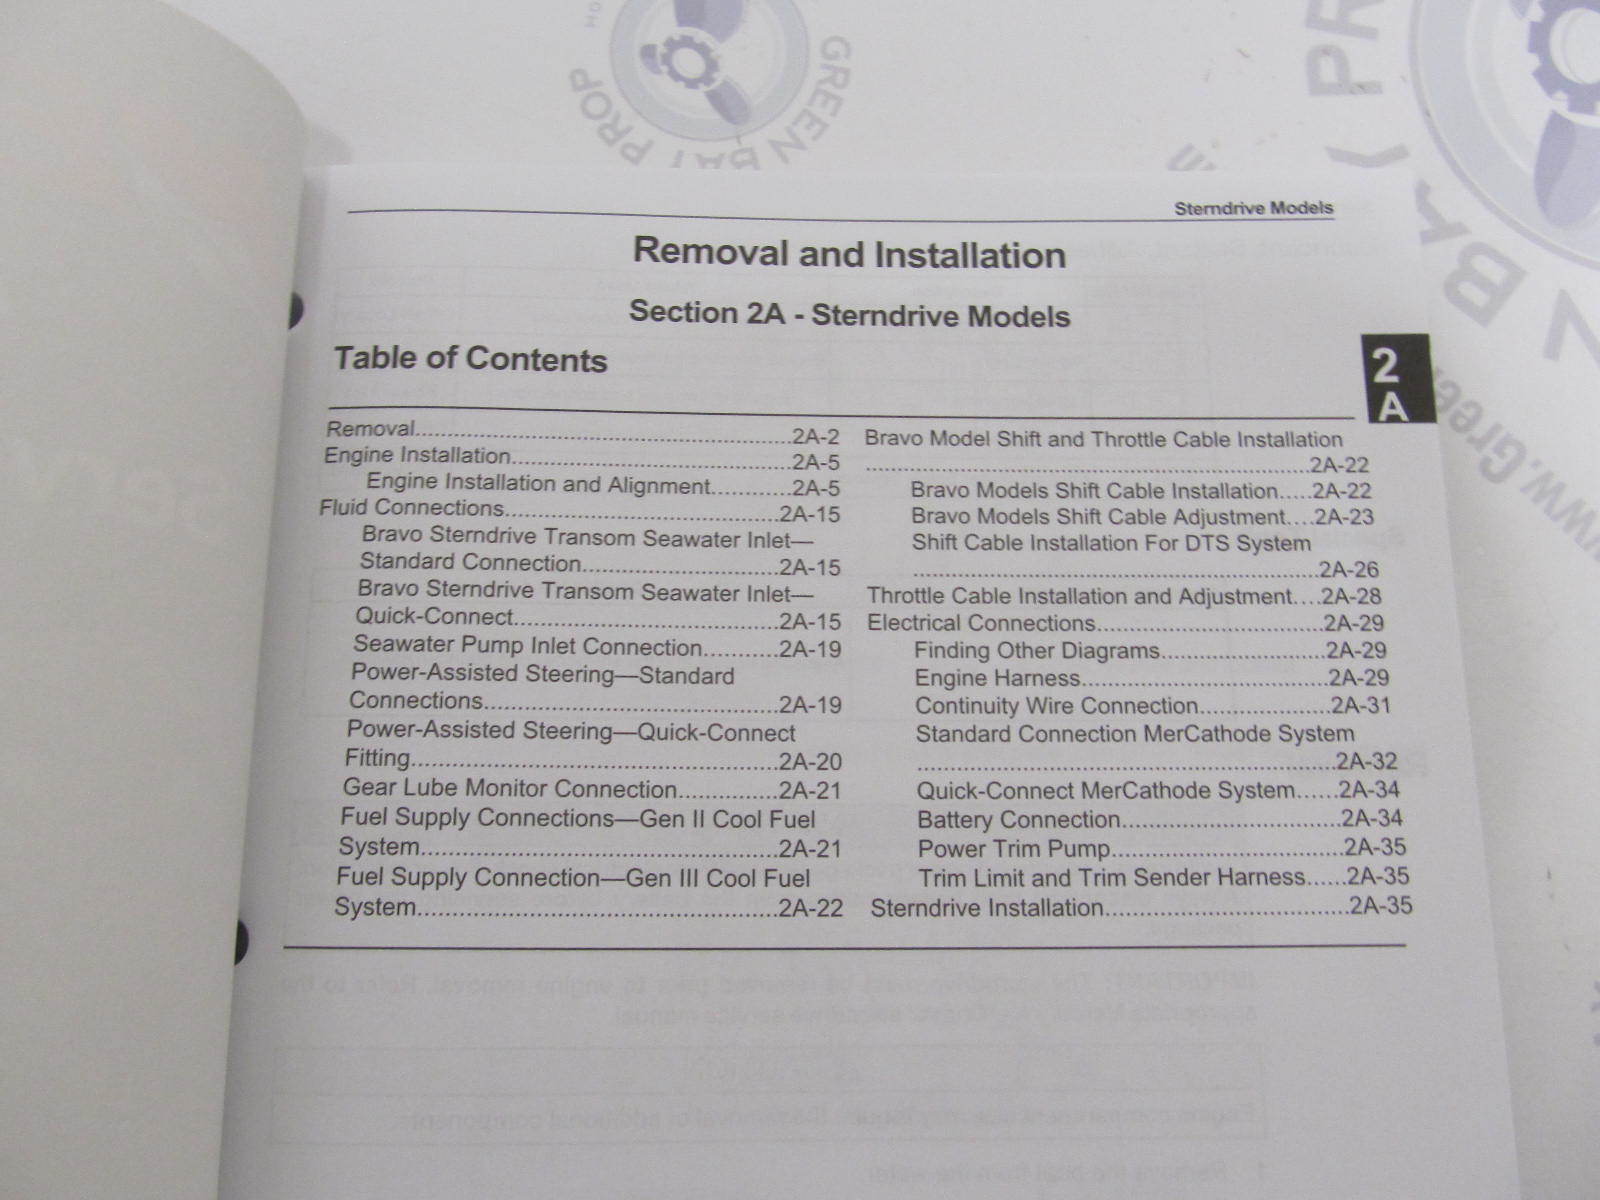 GREEN BAY PROP
Sterndrive Models
Removal and Installation
Section 2A - Sterndrive Models
Table of Contents
2
A
Removal..........2A-2
Engine Installation..........2A-5
Engine Installation and Alignment..........2A-5
Fluid Connections..........2A-15
Bravo Sterndrive Transom Seawater Inlet—
Standard Connection..........2A-15
Bravo Sterndrive Transom Seawater Inlet—
Quick-Connect..........2A-15
Seawater Pump Inlet Connection..........2A-19
Power-Assisted Steering—Standard
Connections..........2A-19
Power-Assisted Steering—Quick-Connect
Fitting..........2A-20
Gear Lube Monitor Connection..........2A-21
Fuel Supply Connections—Gen II Cool Fuel
System..........2A-21
Fuel Supply Connection—Gen III Cool Fuel
System..........2A-22
Bravo Model Shift and Throttle Cable Installation
..........2A-22
Bravo Models Shift Cable Installation.....2A-22
Bravo Models Shift Cable Adjustment....2A-23
Shift Cable Installation For DTS System
..........2A-26
Throttle Cable Installation and Adjustment....2A-28
Electrical Connections..........2A-29
Finding Other Diagrams..........2A-29
Engine Harness..........2A-29
Continuity Wire Connection..........2A-31
Standard Connection MerCathode System
..........2A-32
Quick-Connect MerCathode System......2A-34
Battery Connection..........2A-34
Power Trim Pump..........2A-35
Trim Limit and Trim Sender Harness......2A-35
Sterndrive Installation..........2A-35